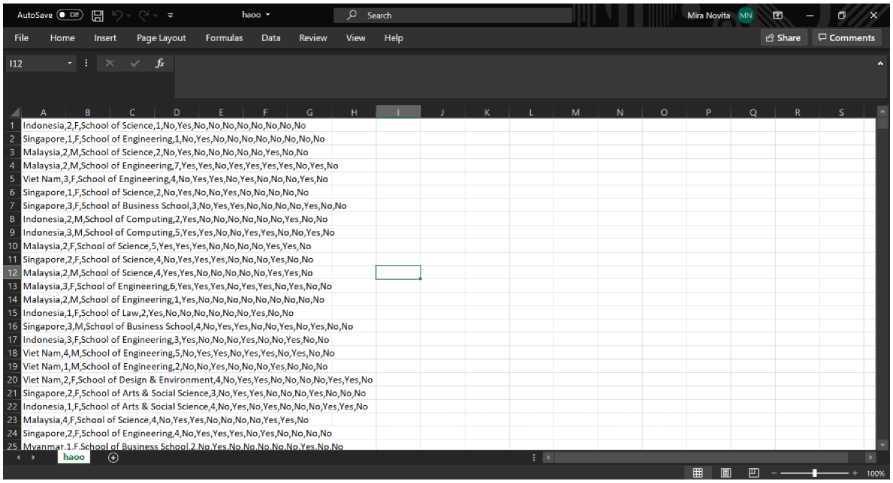 AutoSave Off haoo Search Mira Novita MN
File Home Insert Page Layout Formulas Data Review View Help Share Comments
I12 fx
A B C D E F G H I J K L M N O P Q R S
1 Indonesia,2,F,School of Science,1,No,Yes,No,No,No,No,No,No,No,No
2 Singapore,1,F,School of Engineering,1,No,Yes,No,No,No,No,No,No,No,No
3 Malaysia,2,M,School of Science,2,No,Yes,No,No,No,No,No,Yes,No,No
4 Malaysia,2,M,School of Engineering,7,Yes,Yes,No,Yes,Yes,Yes,Yes,No,Yes,No
5 Viet Nam,3,F,School of Engineering,4,No,Yes,Yes,No,Yes,No,No,No,Yes,No
6 Singapore,1,F,School of Science,2,No,Yes,No,No,Yes,No,No,No,No,No
7 Singapore,3,F,School of Business School,3,No,Yes,Yes,No,No,No,No,Yes,No,No
8 Indonesia,2,M,School of Computing,2,Yes,No,No,No,No,No,No,Yes,No,No
9 Indonesia,3,M,School of Computing,5,Yes,Yes,No,No,Yes,Yes,No,No,Yes,No
10 Malaysia,2,F,School of Science,5,Yes,Yes,Yes,No,No,No,No,Yes,Yes,No
11 Singapore,2,F,School of Science,4,No,Yes,Yes,Yes,No,No,No,Yes,No,No
12 Malaysia,2,M,School of Science,4,Yes,Yes,No,No,No,No,No,Yes,Yes,No
13 Malaysia,3,F,School of Engineering,6,Yes,Yes,Yes,No,Yes,Yes,No,Yes,No,No
14 Malaysia,2,M,School of Engineering,1,Yes,No,No,No,No,No,No,No,No,No
15 Indonesia,1,F,School of Law,2,Yes,No,No,No,No,No,No,Yes,No,No
16 Singapore,3,M,School of Business School,4,No,Yes,Yes,No,No,Yes,No,Yes,No,No
17 Indonesia,3,F,School of Engineering,3,Yes,No,No,No,Yes,No,No,Yes,No,No
18 Viet Nam,4,M,School of Engineering,5,No,Yes,Yes,No,Yes,No,No,Yes,Yes,No
19 Viet Nam,1,M,School of Engineering,2,No,No,Yes,No,No,No,No,Yes,No,No
20 Viet Nam,2,F,School of Design & Environment,4,No,Yes,Yes,No,No,No,No,Yes,Yes,No
21 Singapore,2,F,School of Arts & Social Science,3,No,Yes,Yes,No,No,No,Yes,No,No,No
22 Indonesia,1,F,School of Arts & Social Science,4,No,Yes,No,Yes,No,No,No,Yes,Yes,No
23 Malaysia,4,F,School of Science,4,No,Yes,Yes,No,No,No,No,Yes,Yes,No
24 Singapore,2,F,School of Engineering,4,No,Yes,Yes,Yes,No,Yes,No,No,No,No
25 Myanmar,1,F,School of Business School,2,No,Yes,No,No,No,No,No,Yes,No,No
haoo
100%